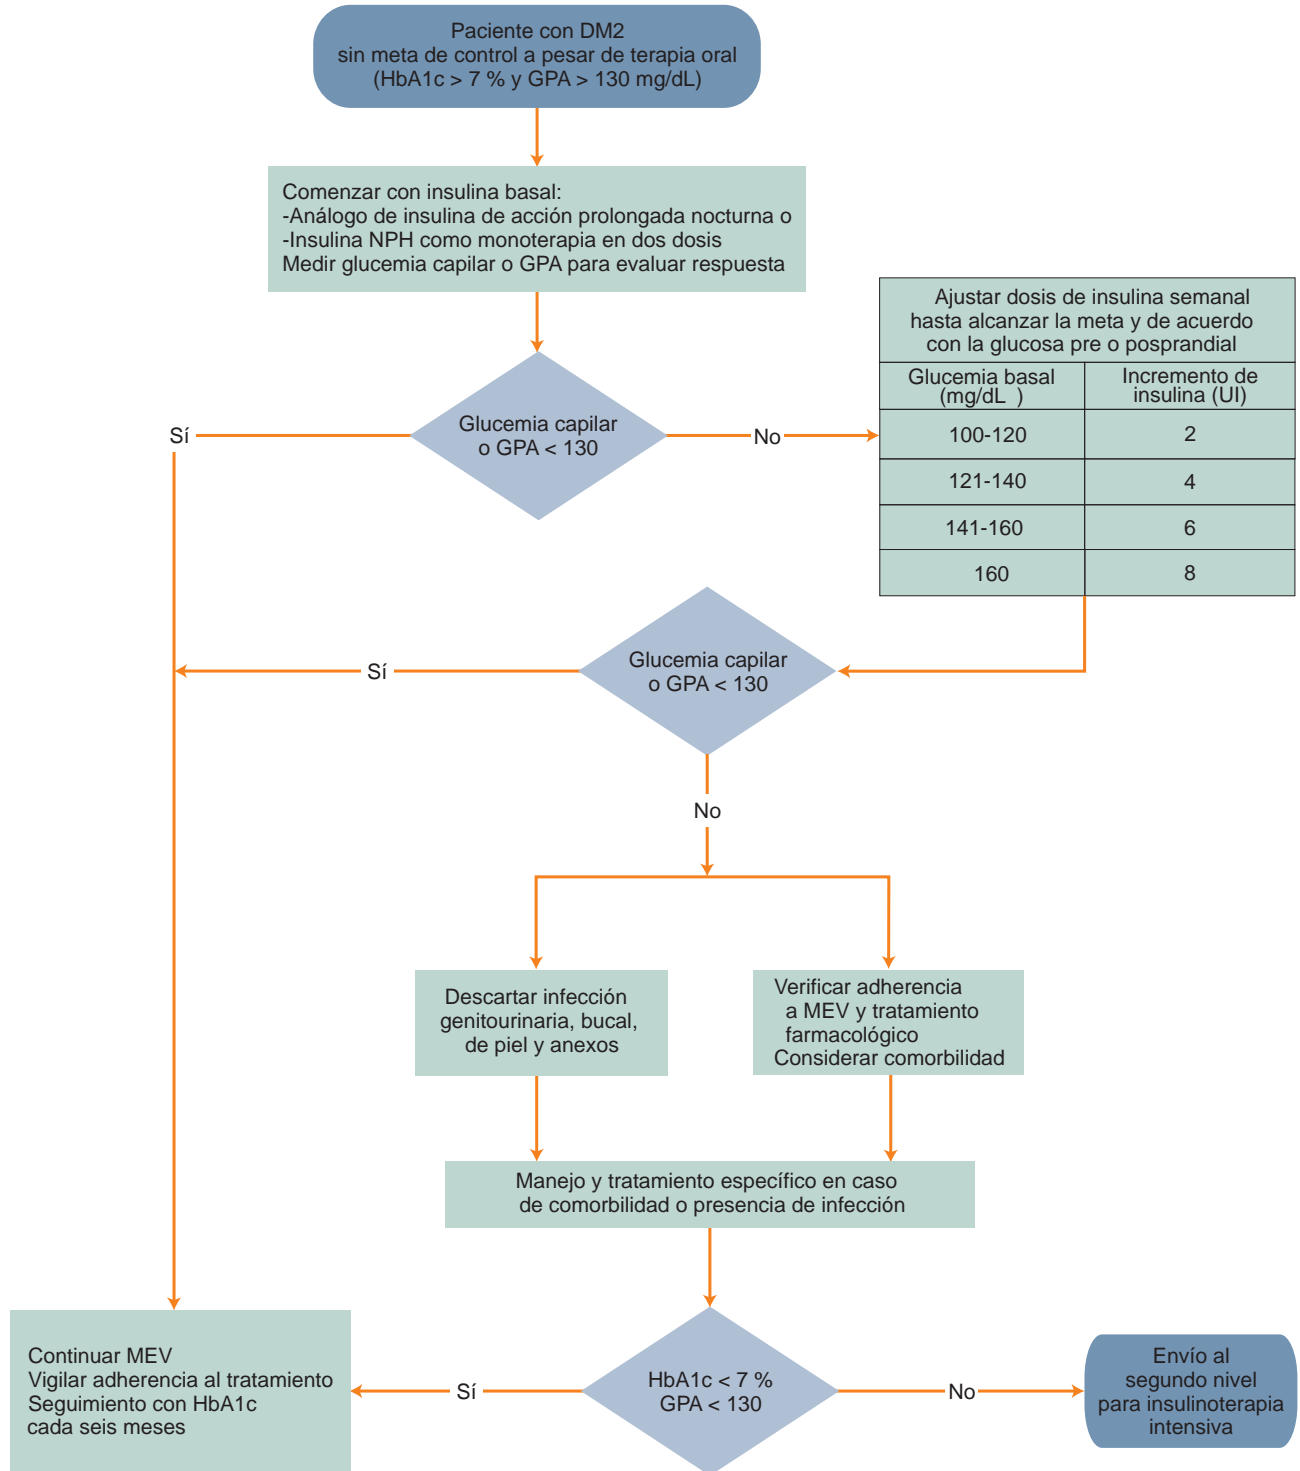 Paciente con DM2
sin meta de control a pesar de terapia oral
(HbA1c > 7 % y GPA > 130 mg/dL)
Comenzar con insulina basal:
-Análogo de insulina de acción prolongada nocturna o
-Insulina NPH como monoterapia en dos dosis
Medir glucemia capilar o GPA para evaluar respuesta
Ajustar dosis de insulina semanal
hasta alcanzar la meta y de acuerdo
con la glucosa pre o posprandial
Glucemia basal
(mg/dL )
Incremento de
insulina (UI)
100-120
2
121-140
4
141-160
6
160
8
Glucemia capilar
o GPA < 130
Sí
No
Glucemia capilar
o GPA < 130
Sí
No
Descartar infección
genitourinaria, bucal,
de piel y anexos
Verificar adherencia
a MEV y tratamiento
farmacológico
Considerar comorbilidad
Manejo y tratamiento específico en caso
de comorbilidad o presencia de infección
HbA1c < 7 %
GPA < 130
Sí
No
Continuar MEV
Vigilar adherencia al tratamiento
Seguimiento con HbA1c
cada seis meses
Envío al
segundo nivel
para insulinoterapia
intensiva